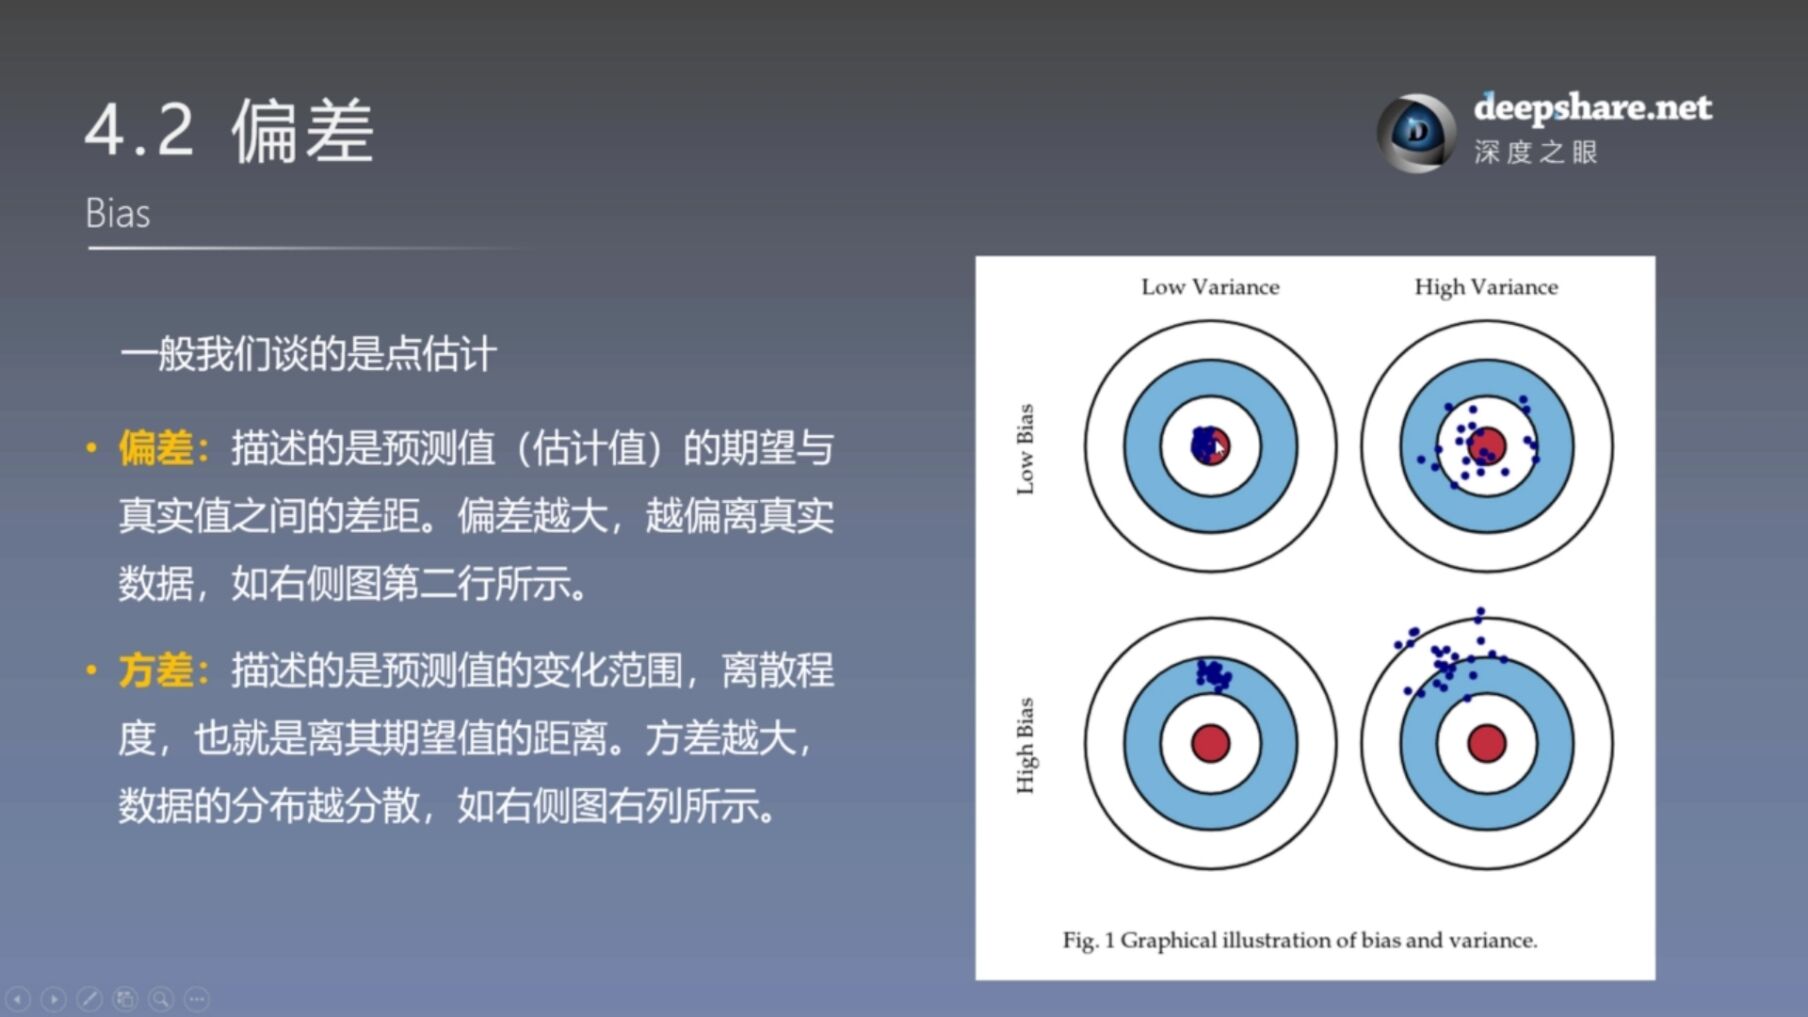 4.2 偏差
deepshare.net
深度之眼
Bias
一般我们谈的是点估计
• 偏差：描述的是预测值（估计值）的期望与
真实值之间的差距。偏差越大，越偏离真实
数据，如右侧图第二行所示。
• 方差：描述的是预测值的变化范围，离散程
度，也就是离其期望值的距离。方差越大，
数据的分布越分散，如右侧图右列所示。
Low Variance
High Variance
Low Bias
High Bias
Fig. 1 Graphical illustration of bias and variance.